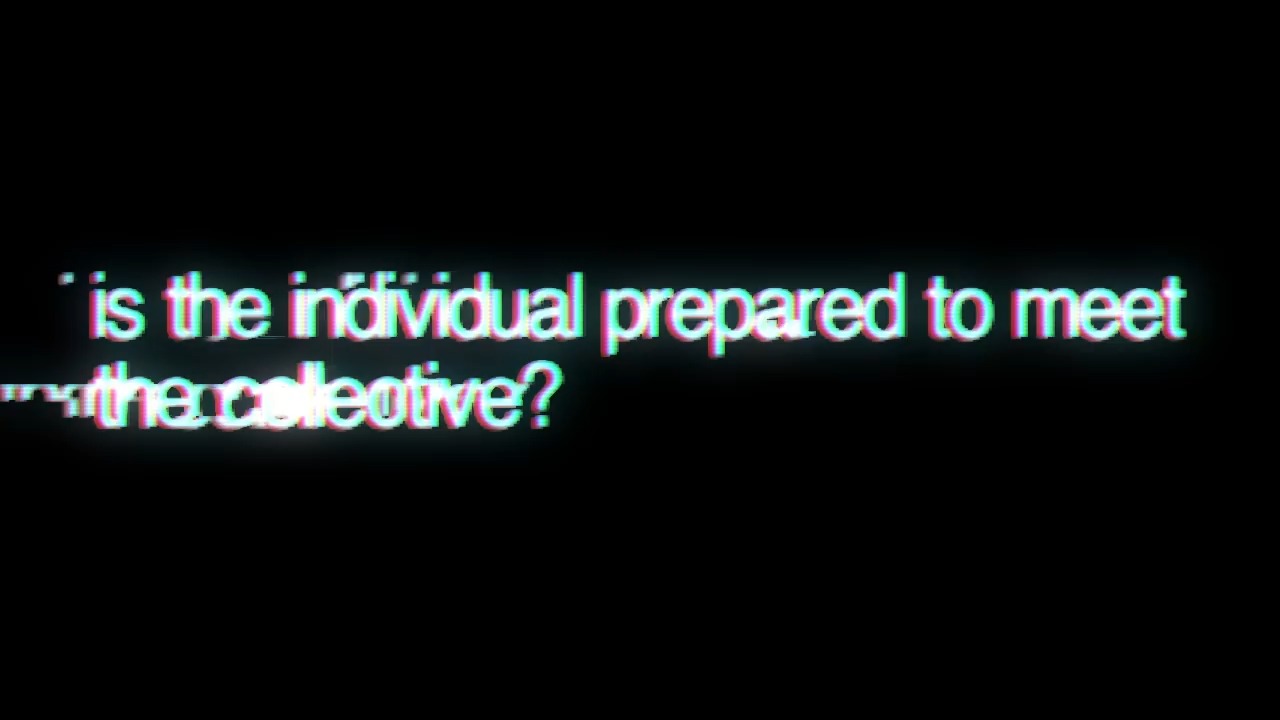 is the individual prepared to meet
the collective?